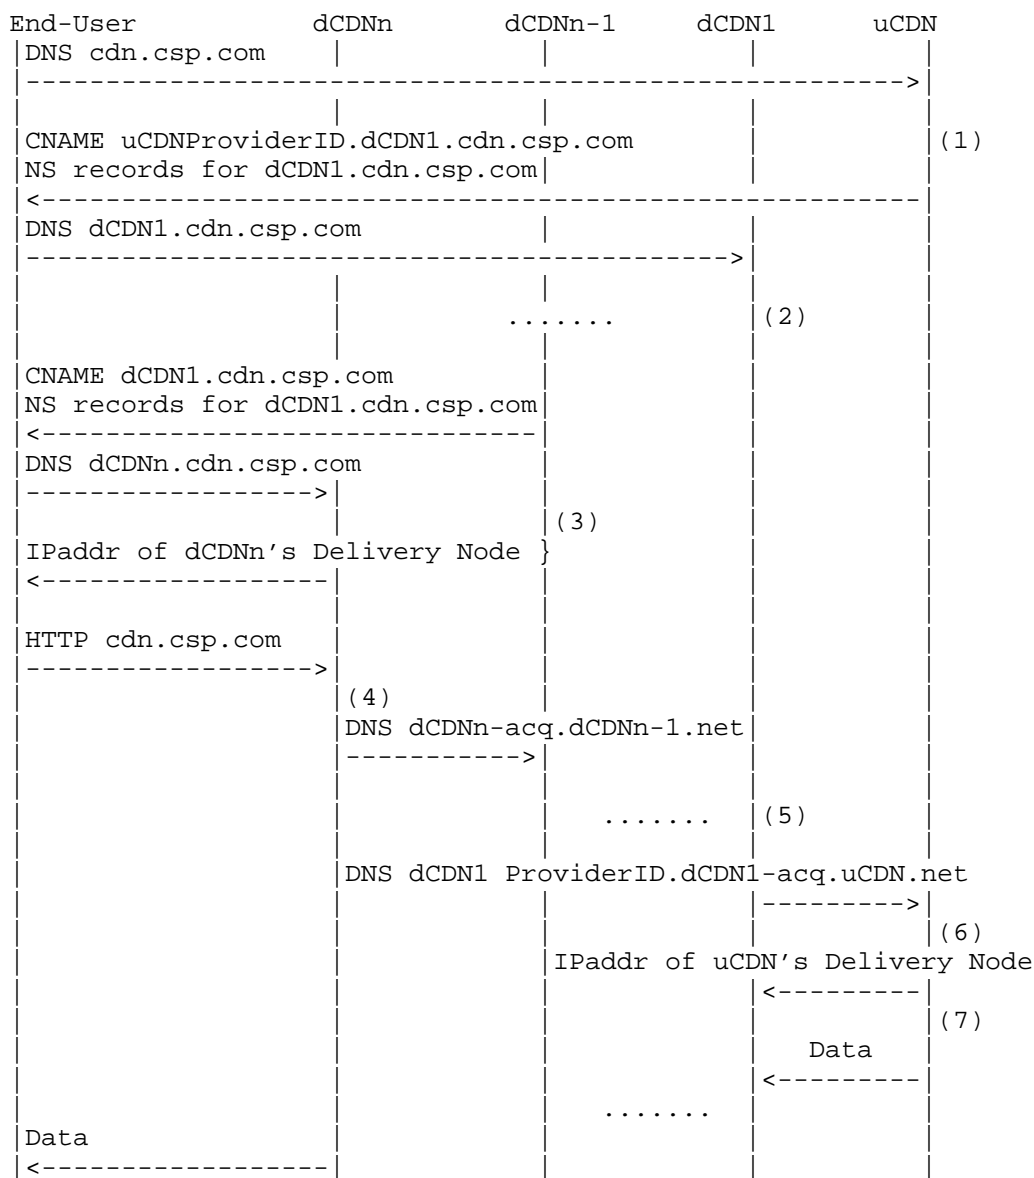 End-User dCDNn dCDNn-1 dCDN1 uCDN
DNS cdn.csp.com
CNAME uCDNProviderID.dCDN1.cdn.csp.com (1)
NS records for dCDN1.cdn.csp.com
DNS dCDN1.cdn.csp.com
....... (2)
CNAME dCDN1.cdn.csp.com
NS records for dCDN1.cdn.csp.com
DNS dCDNn.cdn.csp.com
(3)
IPaddr of dCDNn's Delivery Node }
HTTP cdn.csp.com
(4)
DNS dCDNn-acq.dCDNn-1.net
....... (5)
DNS dCDN1 ProviderID.dCDN1-acq.uCDN.net
(6)
IPaddr of uCDN's Delivery Node
(7)
Data
.......
Data